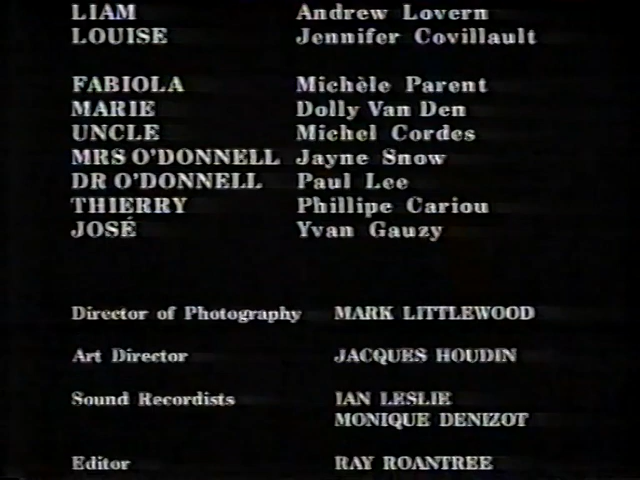 LIAM Andrew Lovern
LOUISE Jennifer Covillault
FABIOLA Michèle Parent
MARIE Dolly Van Den
UNCLE Michel Cordes
MRS O'DONNELL Jayne Snow
DR O'DONNELL Paul Lee
THIERRY Phillipe Cariou
JOSÉ Yvan Gauzy
Director of Photography MARK LITTLEWOOD
Art Director JACQUES HOUDIN
Sound Recordists IAN LESLIE
MONIQUE DENIZOT
Editor RAY ROANTREE